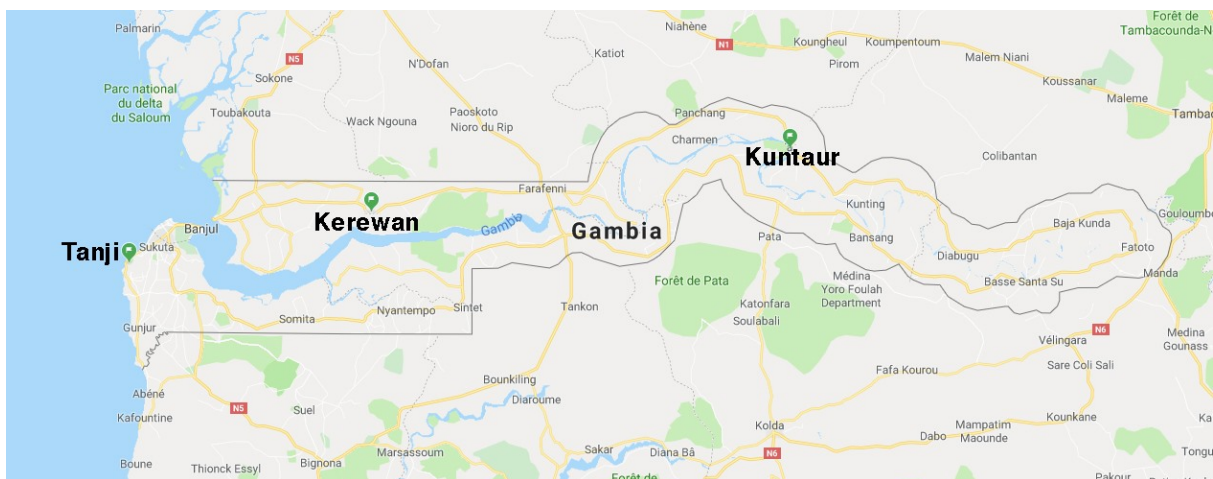 Palmarin
Niahène
Forêt de
Tambacounda-N
N1
Koungheul
Koumpentoum
Katiot
N5
N'Dofan
Pirom
Malem Niani
Sokone
Koussanar
Parc national
du delta
du Saloum
Maleme
Toubakouta
Paoskoto
Panchang
Tambac
Wack Ngouna
Nioro du Rip
Charmen
Kuntaur
Colibantan
Farafenni
Kerewan
Kunting
Gouloumbe
Gambia
Gambia
Banjul
Baja Kunda
Tanji
Sukuta
Pata
Bansang
Fatoto
Diabugu
Médina
Yoro Foulah
Department
Manda
Forêt de Pata
Basse Santa Su
Nyantempo
Sintet
Tankon
Katonfara
Somita
Soulabali
Gunjur
N6
Medina
Gounass
Vélingara
Sare Coli Sali
Fafa Kourou
Bounkiling
Abéné
Diaroume
N5
Suel
Kafountine
Kounkane
Ka
Kolda
Mampatim
Maounde
Dabo
Sakar
Diana Bâ
N6
Marsassoum
Tongu
Boune
Thionck Essyl
Bignona
Forêt de
Pakour